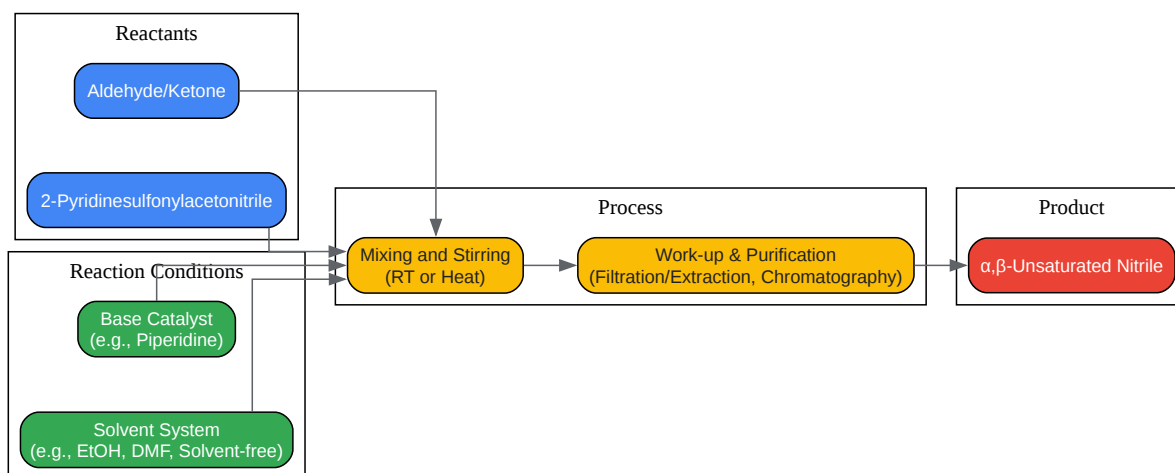 Reactants
Aldehyde/Ketone
2-Pyridinesulfonylacetonitrile
Reaction Conditions
Base Catalyst
(e.g., Piperidine)
Solvent System
(e.g., EtOH, DMF, Solvent-free)
Process
Mixing and Stirring
(RT or Heat)
Work-up & Purification
(Filtration/Extraction, Chromatography)
Product
α,β-Unsaturated Nitrile